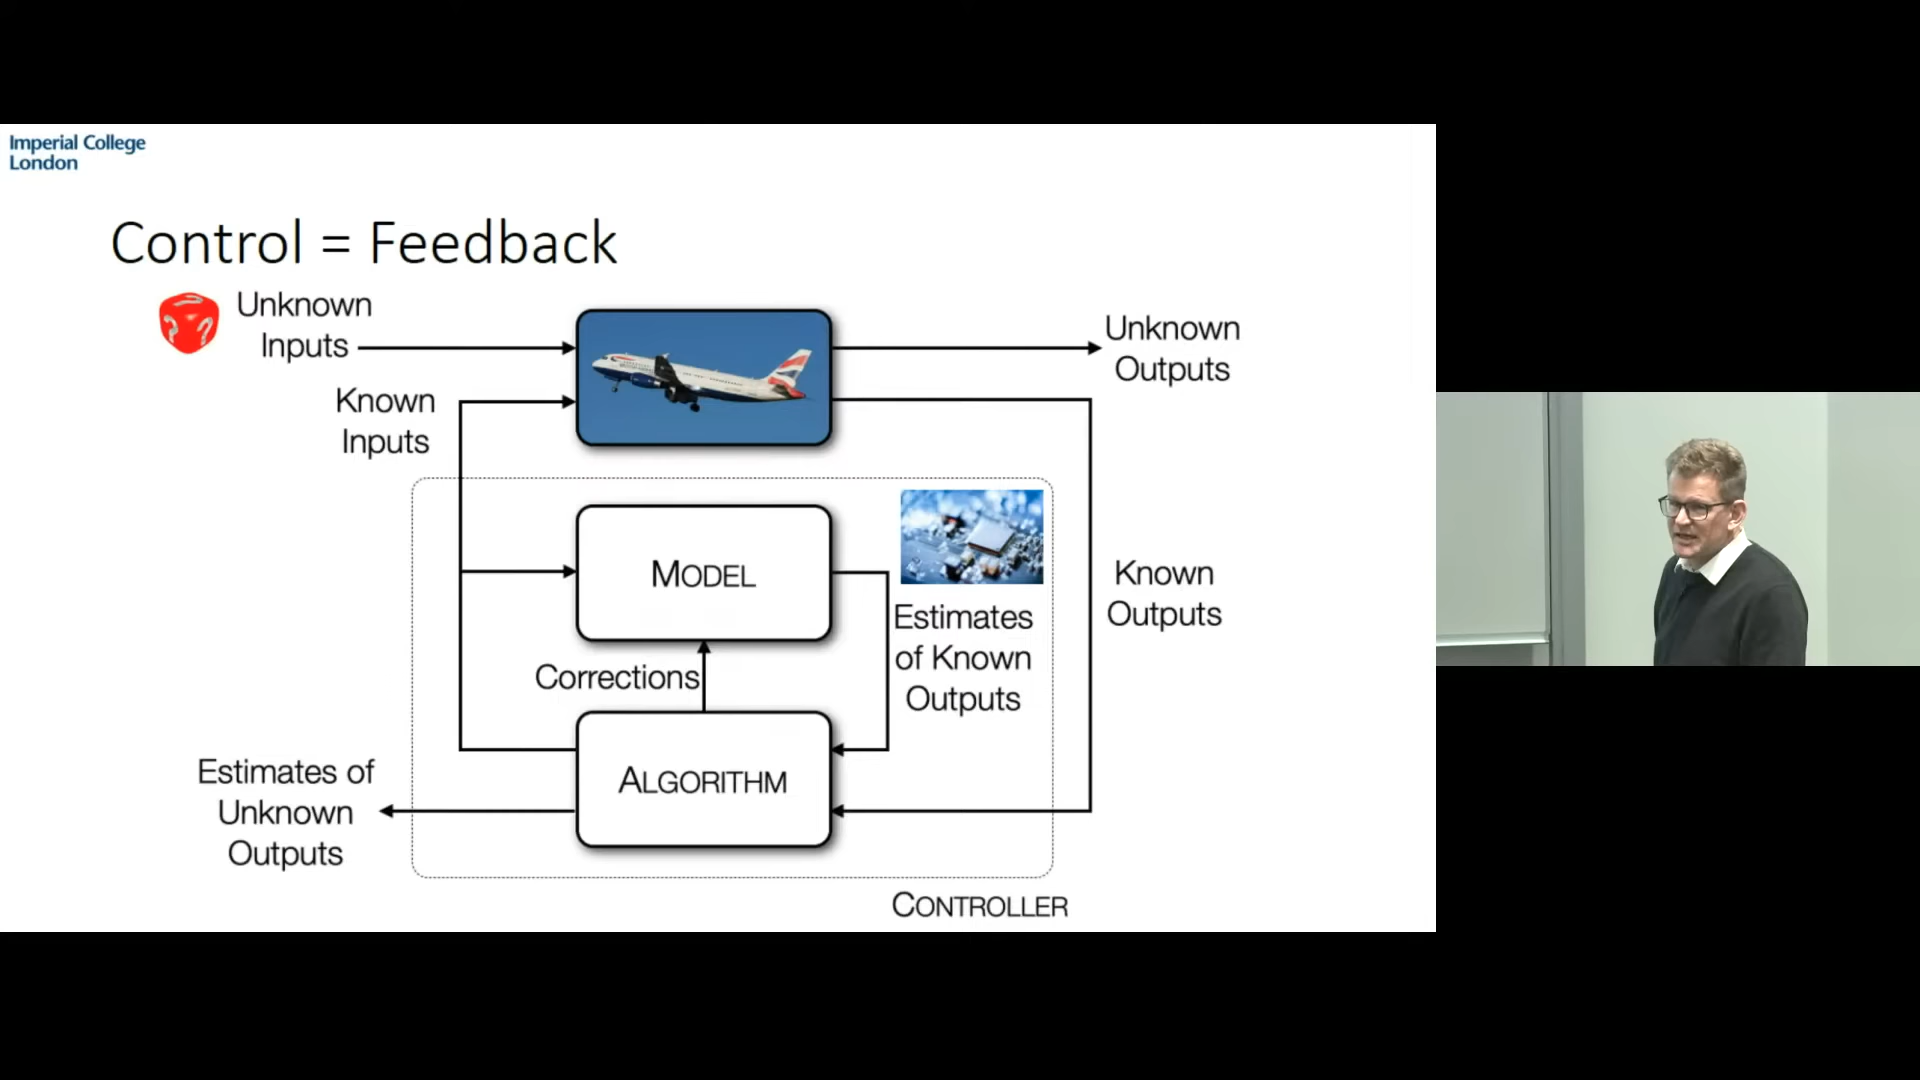 Imperial College
London
Control = Feedback
Unknown
Inputs
Unknown
Outputs
Known
Inputs
MODEL
Estimates
of Known
Outputs
Known
Outputs
Corrections
ALGORITHM
Estimates of
Unknown
Outputs
CONTROLLER